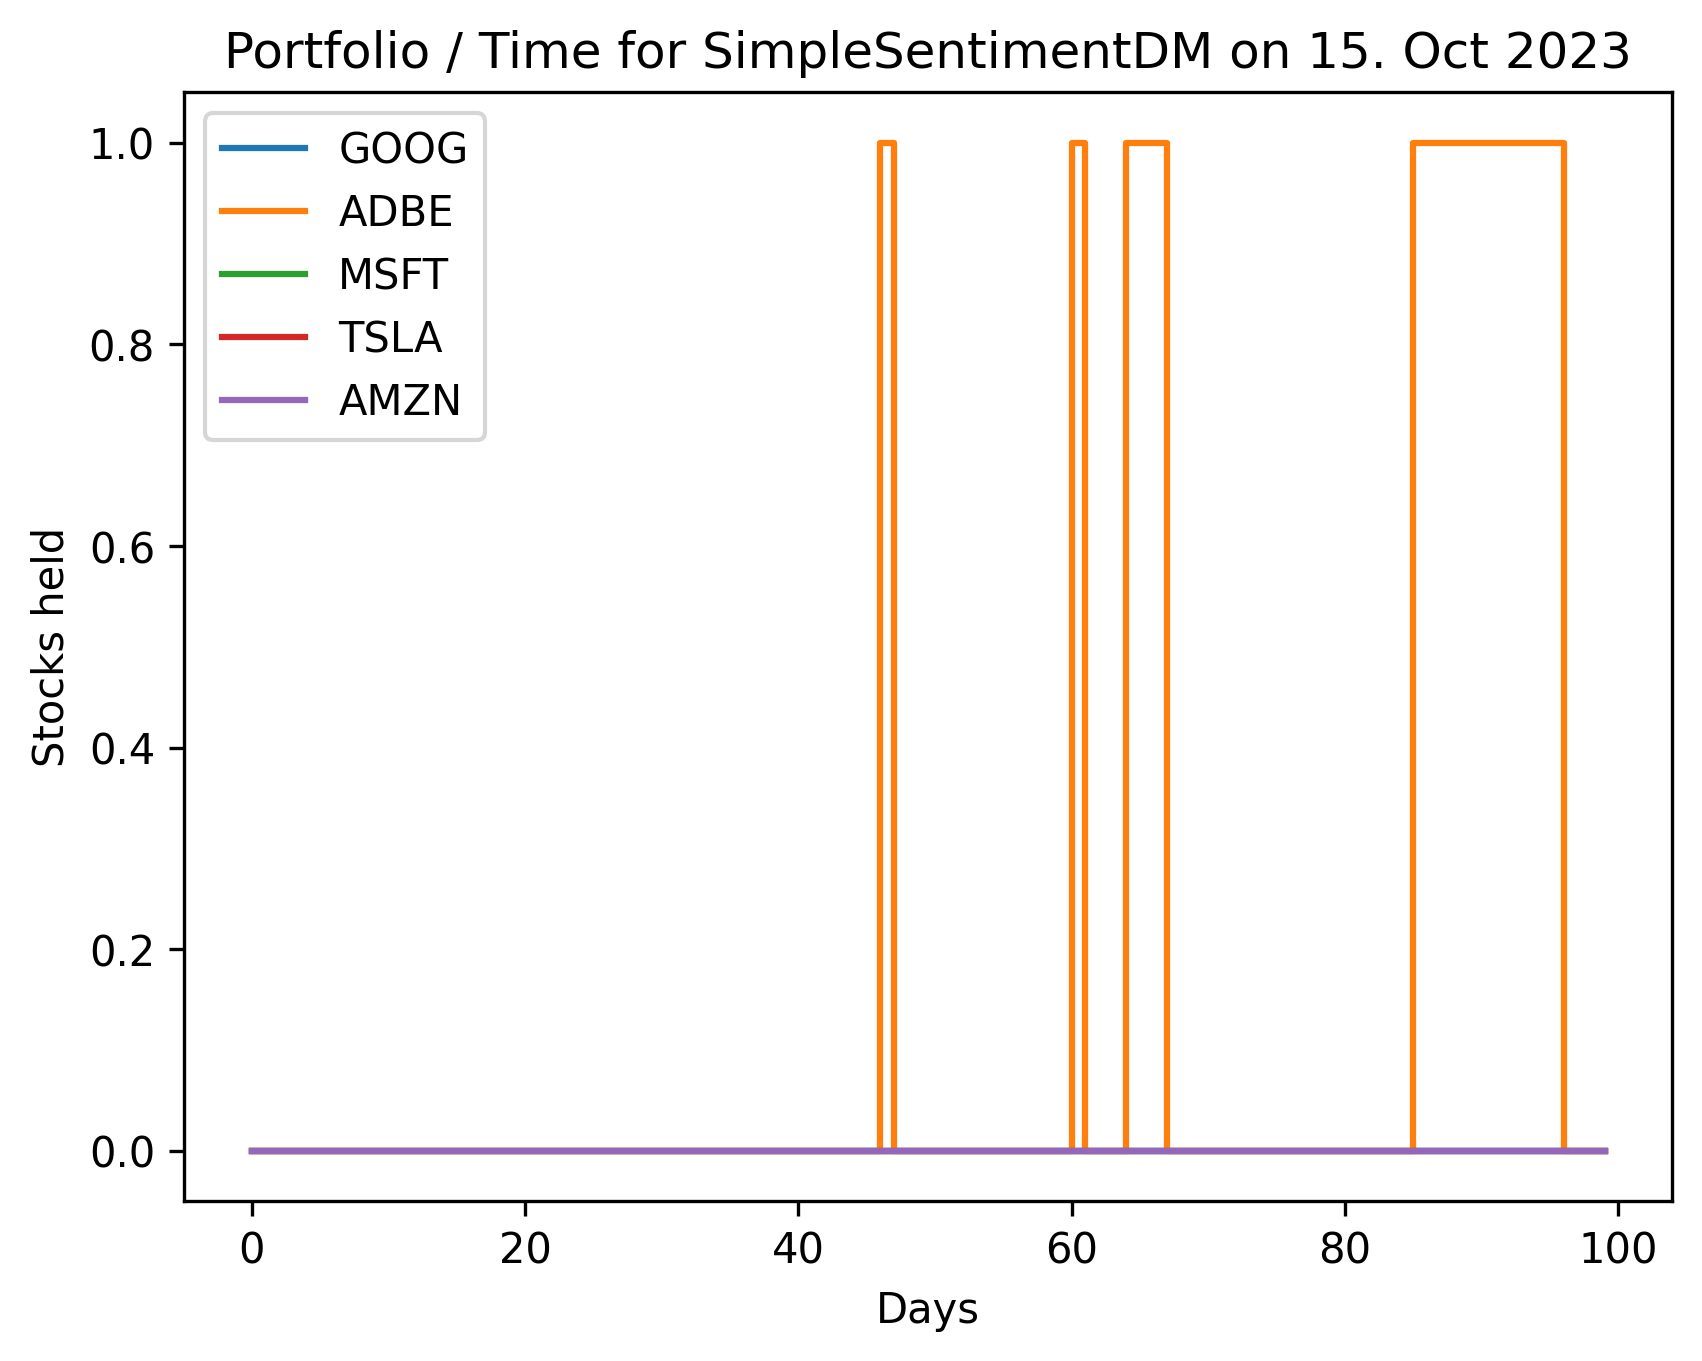 Portfolio / Time for SimpleSentimentDM on 15. Oct 2023
GOOG
ADBE
MSFT
TSLA
AMZN
Stocks held
1.0
0.8
0.6
0.4
0.2
0.0
0 20 40 60 80 100
Days